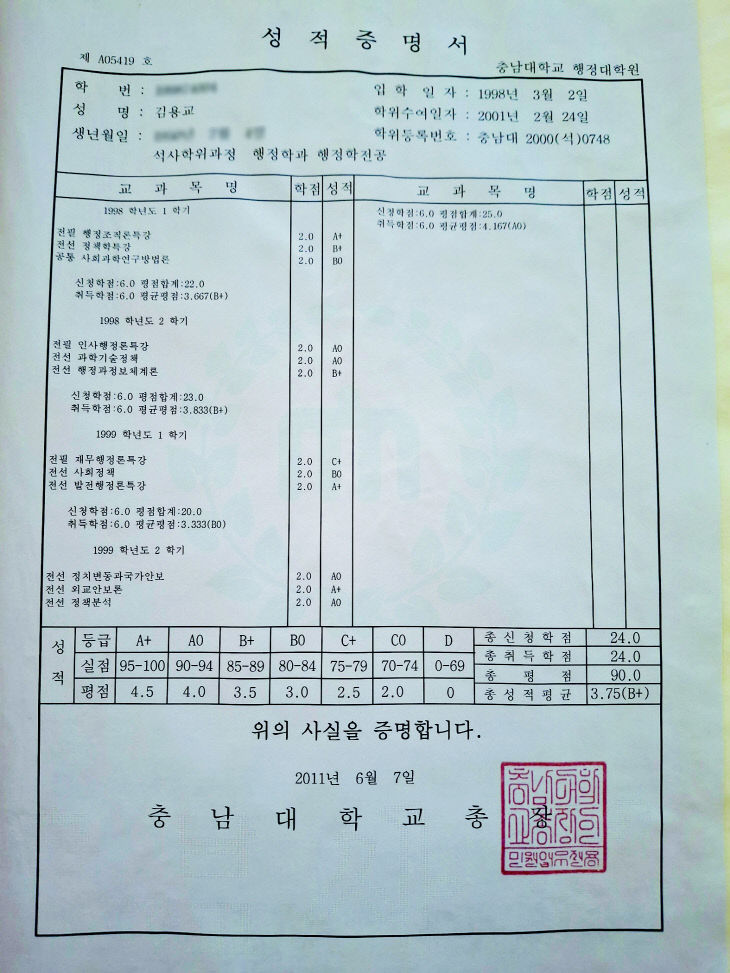 성적증명서
제 A05419 호
충남대학교 행정대학원
학 번 :
입 학 일 자 : 1998년 3월 2일
성 명 : 김용교
학위수여일자 : 2001년 2월 24일
생년월일 :
학위등록번호 : 충남대 2000(석)0748
석사학위과정 행정학과 행정학전공
교 과 목 명 학점 성적 교 과 목 명 학점 성적
1998 학년도 1 학기
전필 행정조직론특강 2.0 A+
전선 정책학특강 2.0 B+
공통 사회과학연구방법론 2.0 B0
신청학점:6.0 평점합계:22.0
취득학점:6.0 평균평점:3.667(B+)
1998 학년도 2 학기
전필 인사행정론특강 2.0 A0
전선 과학기술정책 2.0 A0
전선 행정과정보체계론 2.0 B+
신청학점:6.0 평점합계:23.0
취득학점:6.0 평균평점:3.833(B+)
1999 학년도 1 학기
전필 재무행정론특강 2.0 C+
전선 사회정책 2.0 B0
전선 발전행정론특강 2.0 A+
신청학점:6.0 평점합계:20.0
취득학점:6.0 평균평점:3.333(B0)
1999 학년도 2 학기
전선 정치변동과국가안보 2.0 A0
전선 외교안보론 2.0 A+
전선 정책분석 2.0 A0
신청학점:6.0 평점합계:25.0
취득학점:6.0 평균평점:4.167(A0)
성적
등급 A+ A0 B+ B0 C+ C0 D
실점 95-100 90-94 85-89 80-84 75-79 70-74 0-69
평점 4.5 4.0 3.5 3.0 2.5 2.0 0
총 신 청 학 점 24.0
총 취 득 학 점 24.0
총 평 점 90.0
총 성 적 평 균 3.75(B+)
위의 사실을 증명합니다.
2011년 6월 7일
충 남 대 학 교 총 장